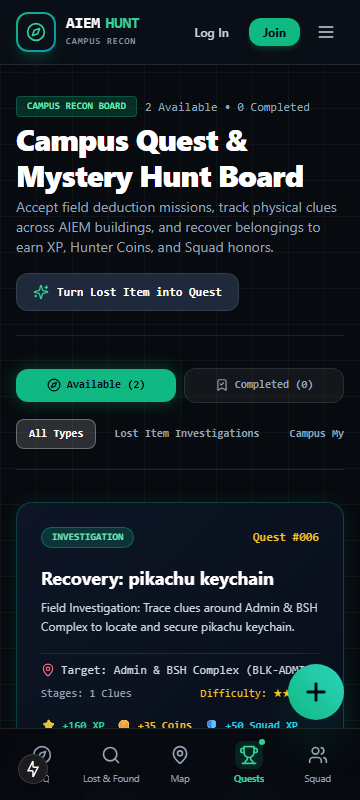 AIEM HUNT
CAMPUS RECON
Log In
Join
CAMPUS RECON BOARD
2 Available • 0 Completed
Campus Quest &
Mystery Hunt Board
Accept field deduction missions, track physical clues
across AIEM buildings, and recover belongings to
earn XP, Hunter Coins, and Squad honors.
Turn Lost Item into Quest
Available (2)
Completed (0)
All Types
Lost Item Investigations
Campus My
INVESTIGATION
Quest #006
Recovery: pikachu keychain
Field Investigation: Trace clues around Admin & BSH
Complex to locate and secure pikachu keychain.
Target: Admin & BSH Complex
Stages: 1 Clues
Difficulty: ★
+160 XP
+35 Coins
+50 Squad XP
Lost & Found
Map
Quests
Squad